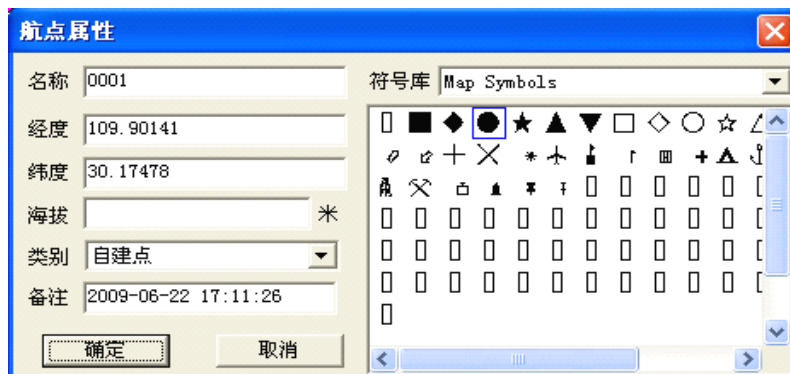 航点属性
名称 0001
符号库 Map Symbols
经度 109.90141
纬度 30.17478
海拔 米
类别 自建点
备注 2009-06-22 17:11:26
确定 取消